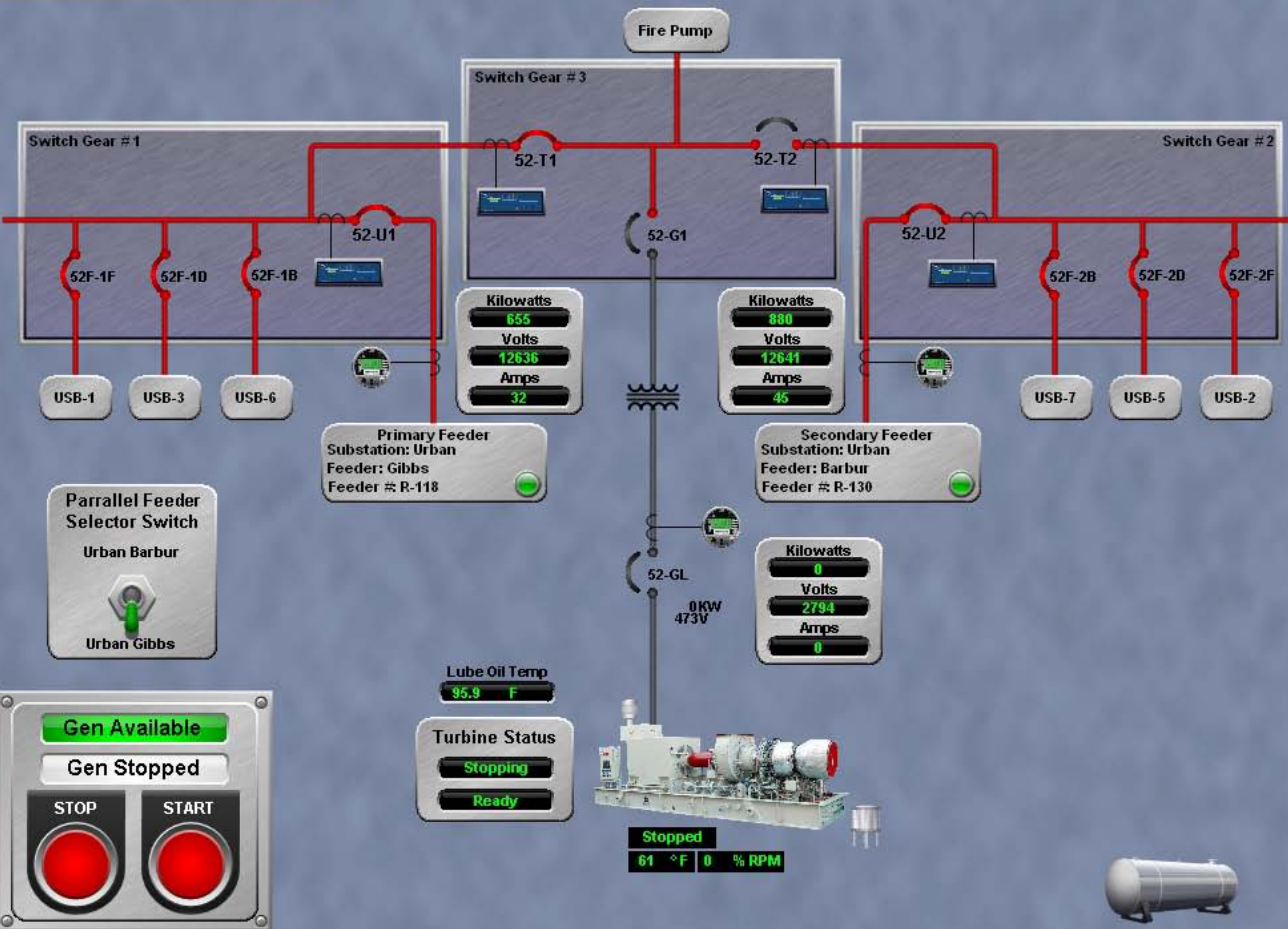 Fire Pump
Switch Gear #3
52-T1
52-T2
52-G1
Switch Gear #1
52-U1
52F-1F
52F-1D
52F-1B
USB-1
USB-3
USB-6
Switch Gear #2
52-U2
52F-2B
52F-2D
52F-2F
USB-7
USB-5
USB-2
Kilowatts
655
Volts
12636
Amps
32
Kilowatts
880
Volts
12641
Amps
45
Primary Feeder
Substation: Urban
Feeder: Gibbs
Feeder #: R-118
Secondary Feeder
Substation: Urban
Feeder: Barbur
Feeder #: R-130
Parrallel Feeder
Selector Switch
Urban Barbur
Urban Gibbs
52-GL
0KW
473V
Kilowatts
0
Volts
2794
Amps
0
Lube Oil Temp
95.9 F
Turbine Status
Stopping
Ready
Stopped
61 °F 0 % RPM
Gen Available
Gen Stopped
STOP START